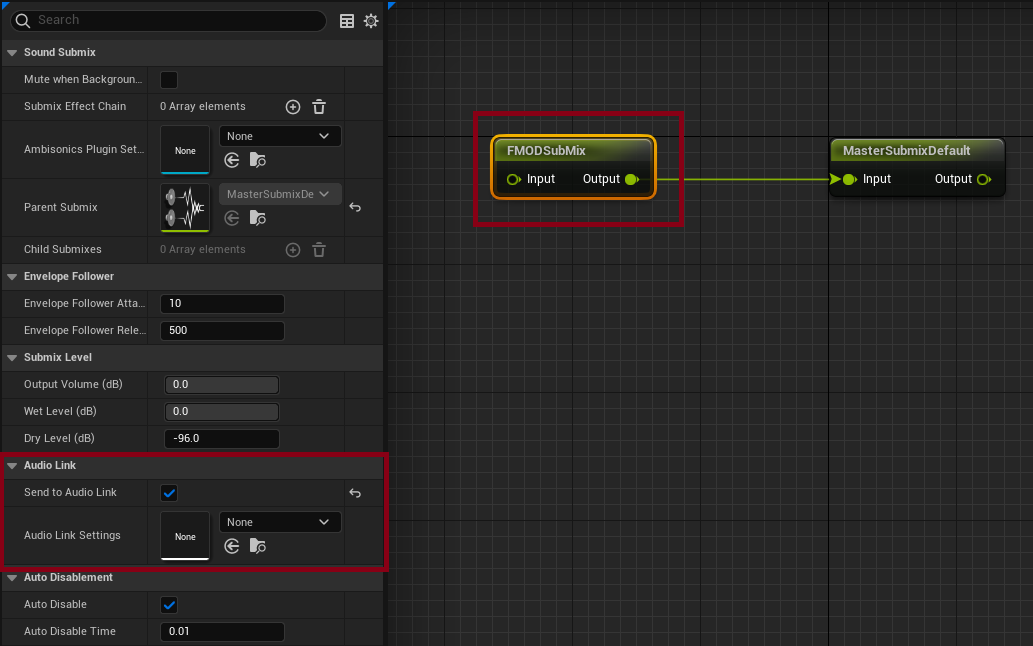 Search
Sound Submix
Mute when Backgroun...
Submix Effect Chain 0 Array elements
Ambisonics Plugin Set... None None
Parent Submix MasterSubmixDe
Child Submixes 0 Array elements
Envelope Follower
Envelope Follower Atta... 10
Envelope Follower Rele... 500
Submix Level
Output Volume (dB) 0.0
Wet Level (dB) 0.0
Dry Level (dB) -96.0
Audio Link
Send to Audio Link
Audio Link Settings None None
Auto Disablement
Auto Disable
Auto Disable Time 0.01
FMODSubMix
Input Output
MasterSubmixDefault
Input Output